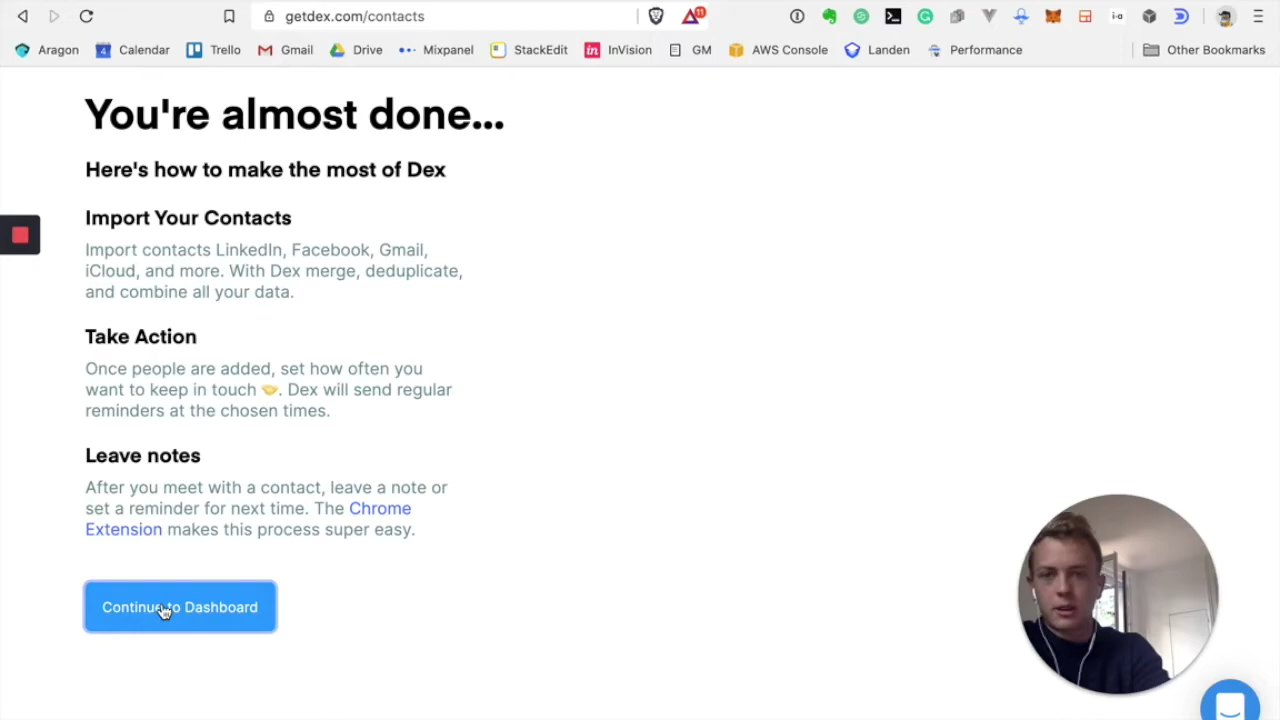 getdex.com/contacts
11
i-a
Aragon
4
Calendar
Trello
Gmail
Drive
Mixpanel
StackEdit
in
InVision
GM
AWS Console
Landen
Performance
Other Bookmarks
You're almost done...
Here's how to make the most of Dex
Import Your Contacts
Import contacts LinkedIn, Facebook, Gmail,
iCloud, and more. With Dex merge, deduplicate,
and combine all your data.
Take Action
Once people are added, set how often you
want to keep in touch 🤝. Dex will send regular
reminders at the chosen times.
Leave notes
After you meet with a contact, leave a note or
set a reminder for next time. The Chrome
Extension makes this process super easy.
Continue to Dashboard